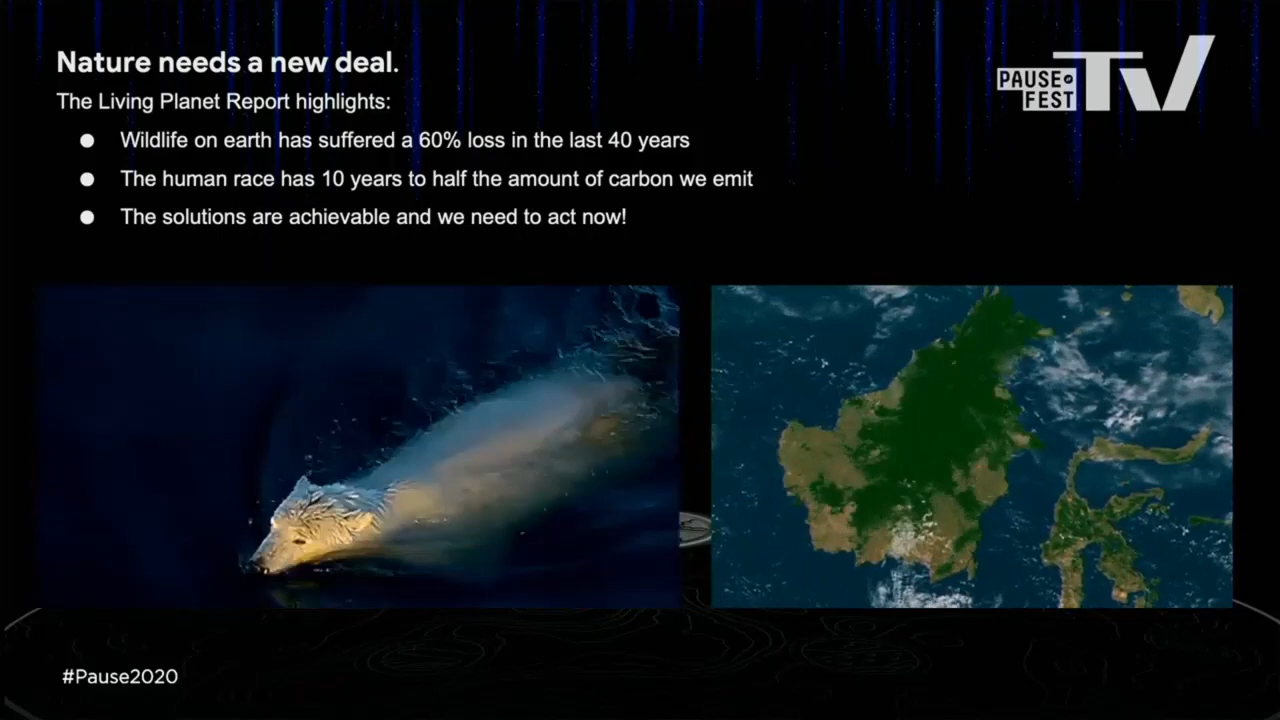 Nature needs a new deal.
The Living Planet Report highlights:
● Wildlife on earth has suffered a 60% loss in the last 40 years
● The human race has 10 years to half the amount of carbon we emit
● The solutions are achievable and we need to act now!
PAUSE
FEST
TV
#Pause2020